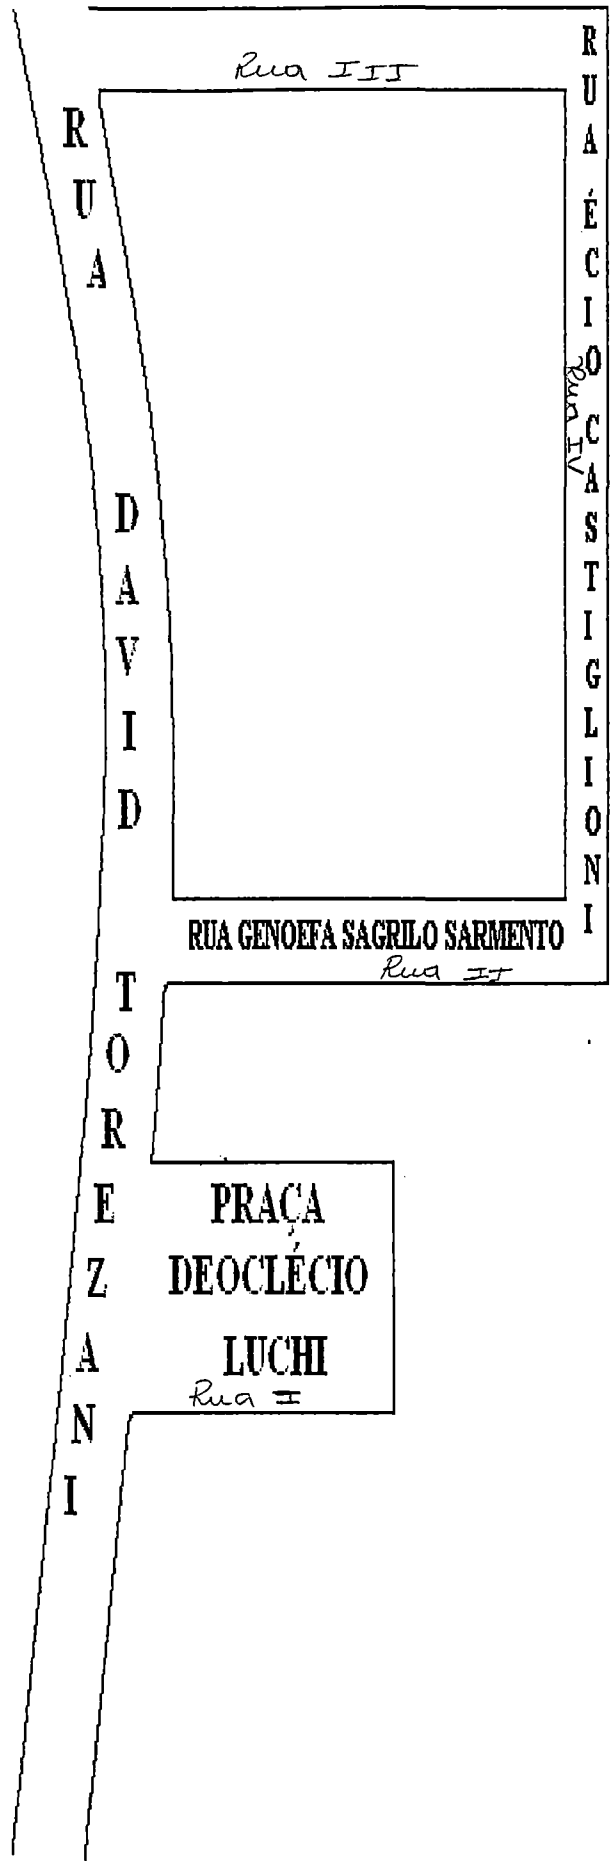 Rua III
RUA ÉCIO CASTIGLIONI
Rua IV
RUA DAVID TOREZANI
RUA GENOEFA SAGRILO SARMENTO
Rua II
PRAÇA
DEOCLÉCIO
LUCHI
Rua I